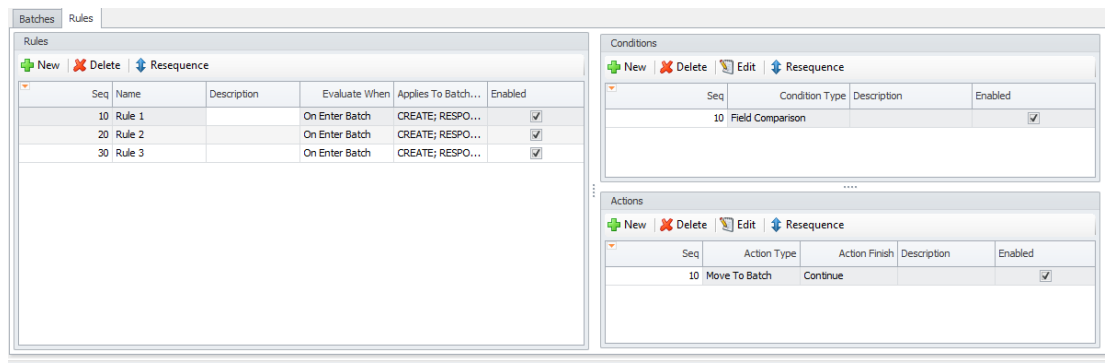 Batches Rules
Rules
New Delete Resequence
Seq Name Description Evaluate When Applies To Batch... Enabled
10 Rule 1 On Enter Batch CREATE; RESPO...
20 Rule 2 On Enter Batch CREATE; RESPO...
30 Rule 3 On Enter Batch CREATE; RESPO...
Conditions
New Delete Edit Resequence
Seq Condition Type Description Enabled
10 Field Comparison
Actions
New Delete Edit Resequence
Seq Action Type Action Finish Description Enabled
10 Move To Batch Continue